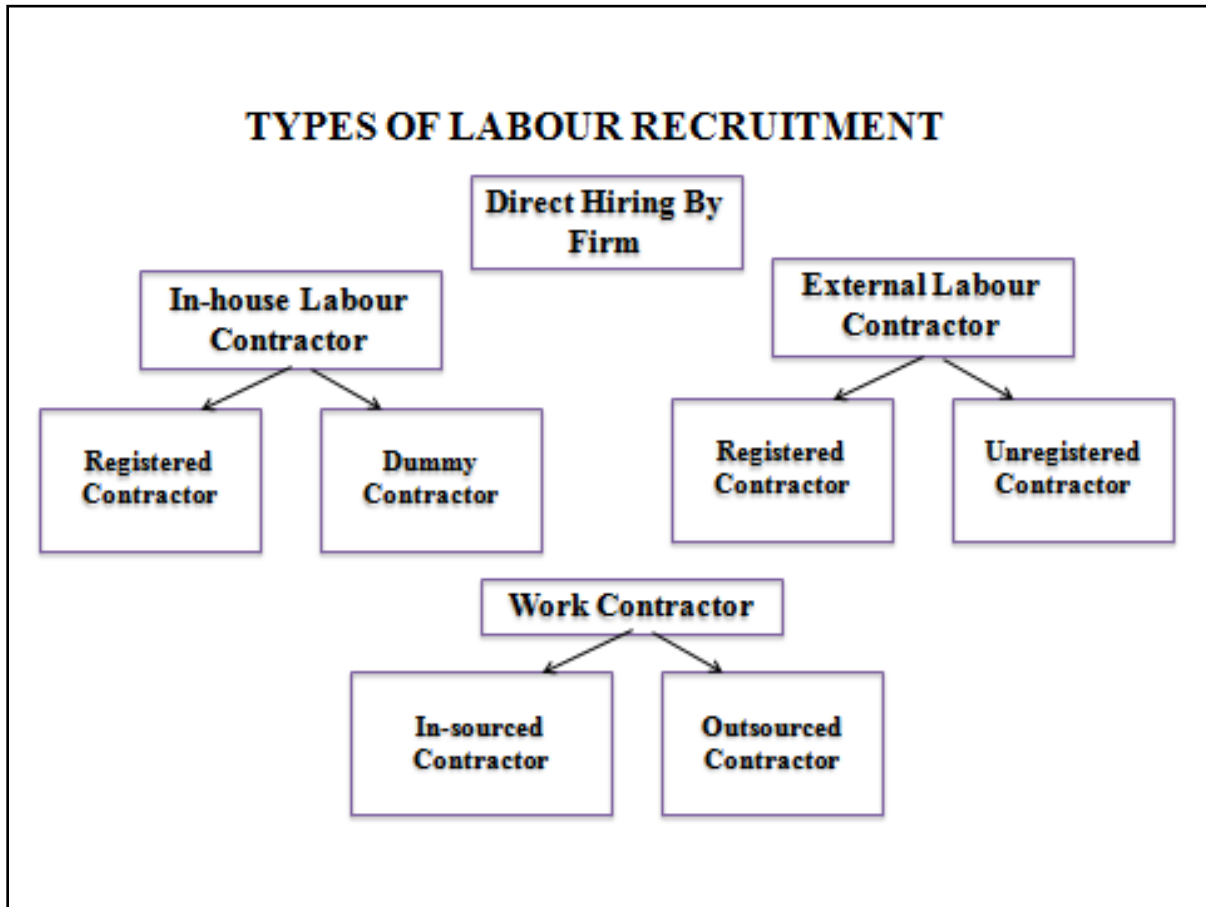 TYPES OF LABOUR RECRUITMENT
Direct Hiring By
Firm
In-house Labour
Contractor
External Labour
Contractor
Registered
Contractor
Dummy
Contractor
Registered
Contractor
Unregistered
Contractor
Work Contractor
In-sourced
Contractor
Outsourced
Contractor